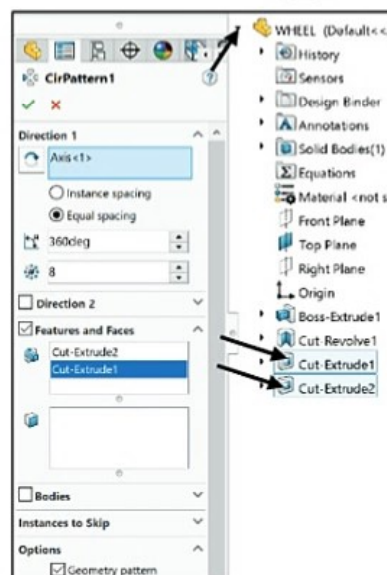 CirPattern1
Direction 1
Axis<1>
Instance spacing
Equal spacing
360deg
8
Direction 2
Features and Faces
Cut-Extrude2
Cut-Extrude1
Bodies
Instances to Skip
Options
Geometry pattern
WHEEL (Default<<
History
Sensors
Design Binder
Annotations
Solid Bodies(1)
Equations
Material <not s
Front Plane
Top Plane
Right Plane
Origin
Boss-Extrude1
Cut-Revolve1
Cut-Extrude1
Cut-Extrude2